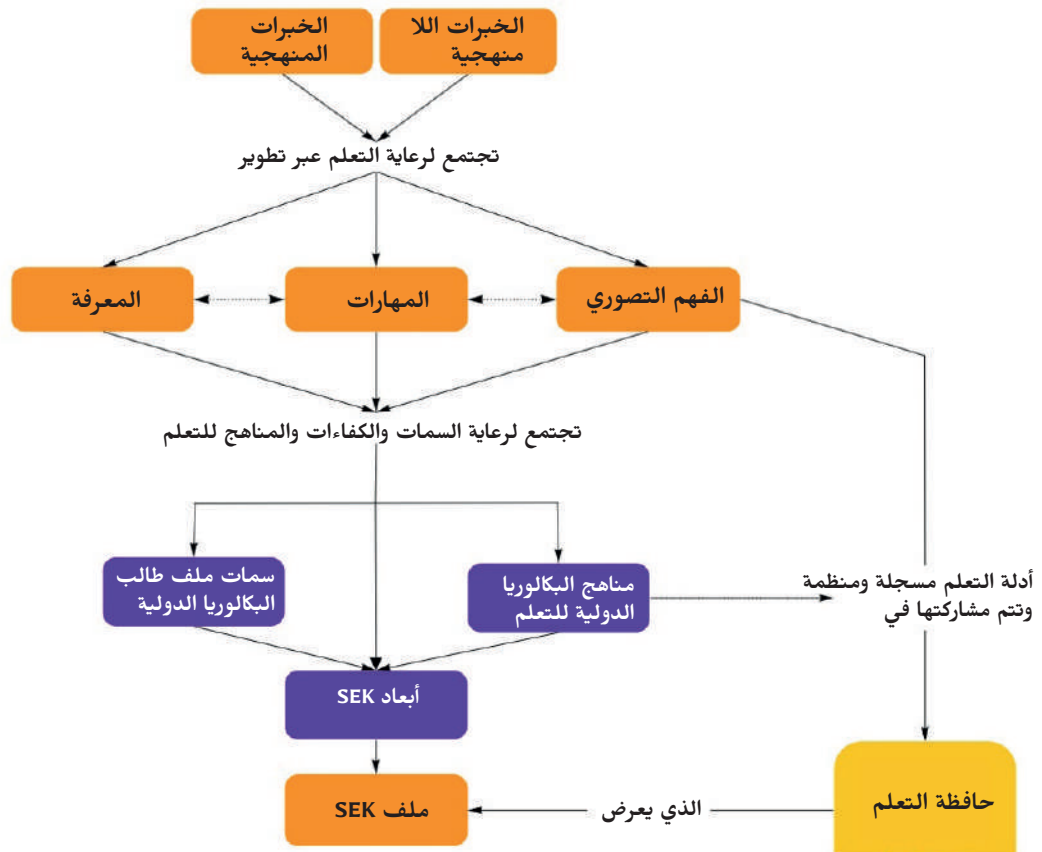 الخبرات اللا
منهجية
الخبرات
المنهجية
تجتمع لرعاية التعلم عبر تطوير
الفهم التصوري
المهارات
المعرفة
تجتمع لرعاية السمات والكفاءات والمناهج للتعلم
مناهج البكالوريا
الدولية للتعلم
سمات ملف طالب
البكالوريا الدولية
أدلة التعلم مسجلة ومنظمة
وتتم مشاركتها في
أبعاد SEK
حافظة التعلم
الذي يعرض
ملف SEK